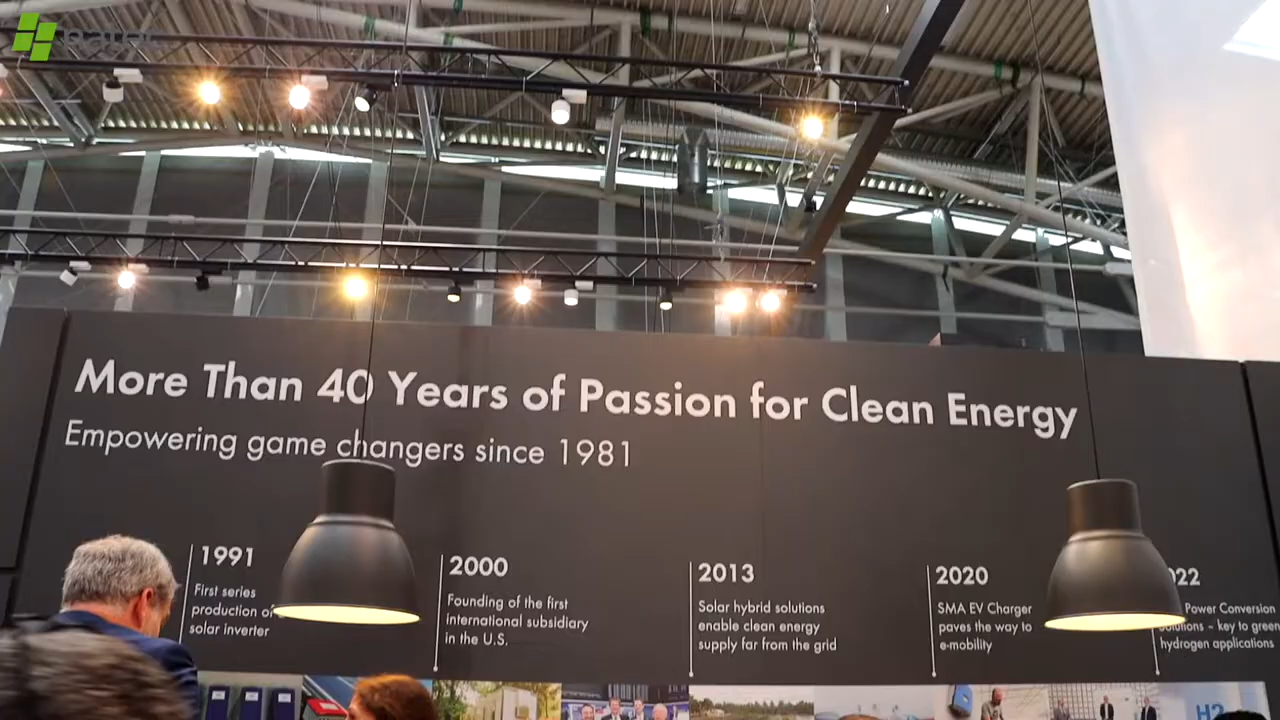 More Than 40 Years of Passion for Clean Energy
Empowering game changers since 1981
1991
First series
production of
solar inverter
2000
Founding of the first
international subsidiary
in the U.S.
2013
Solar hybrid solutions
enable clean energy
supply far from the grid
2020
SMA EV Charger
paves the way to
e-mobility
022
Power Conversion
solutions – key to green
hydrogen applications
H2